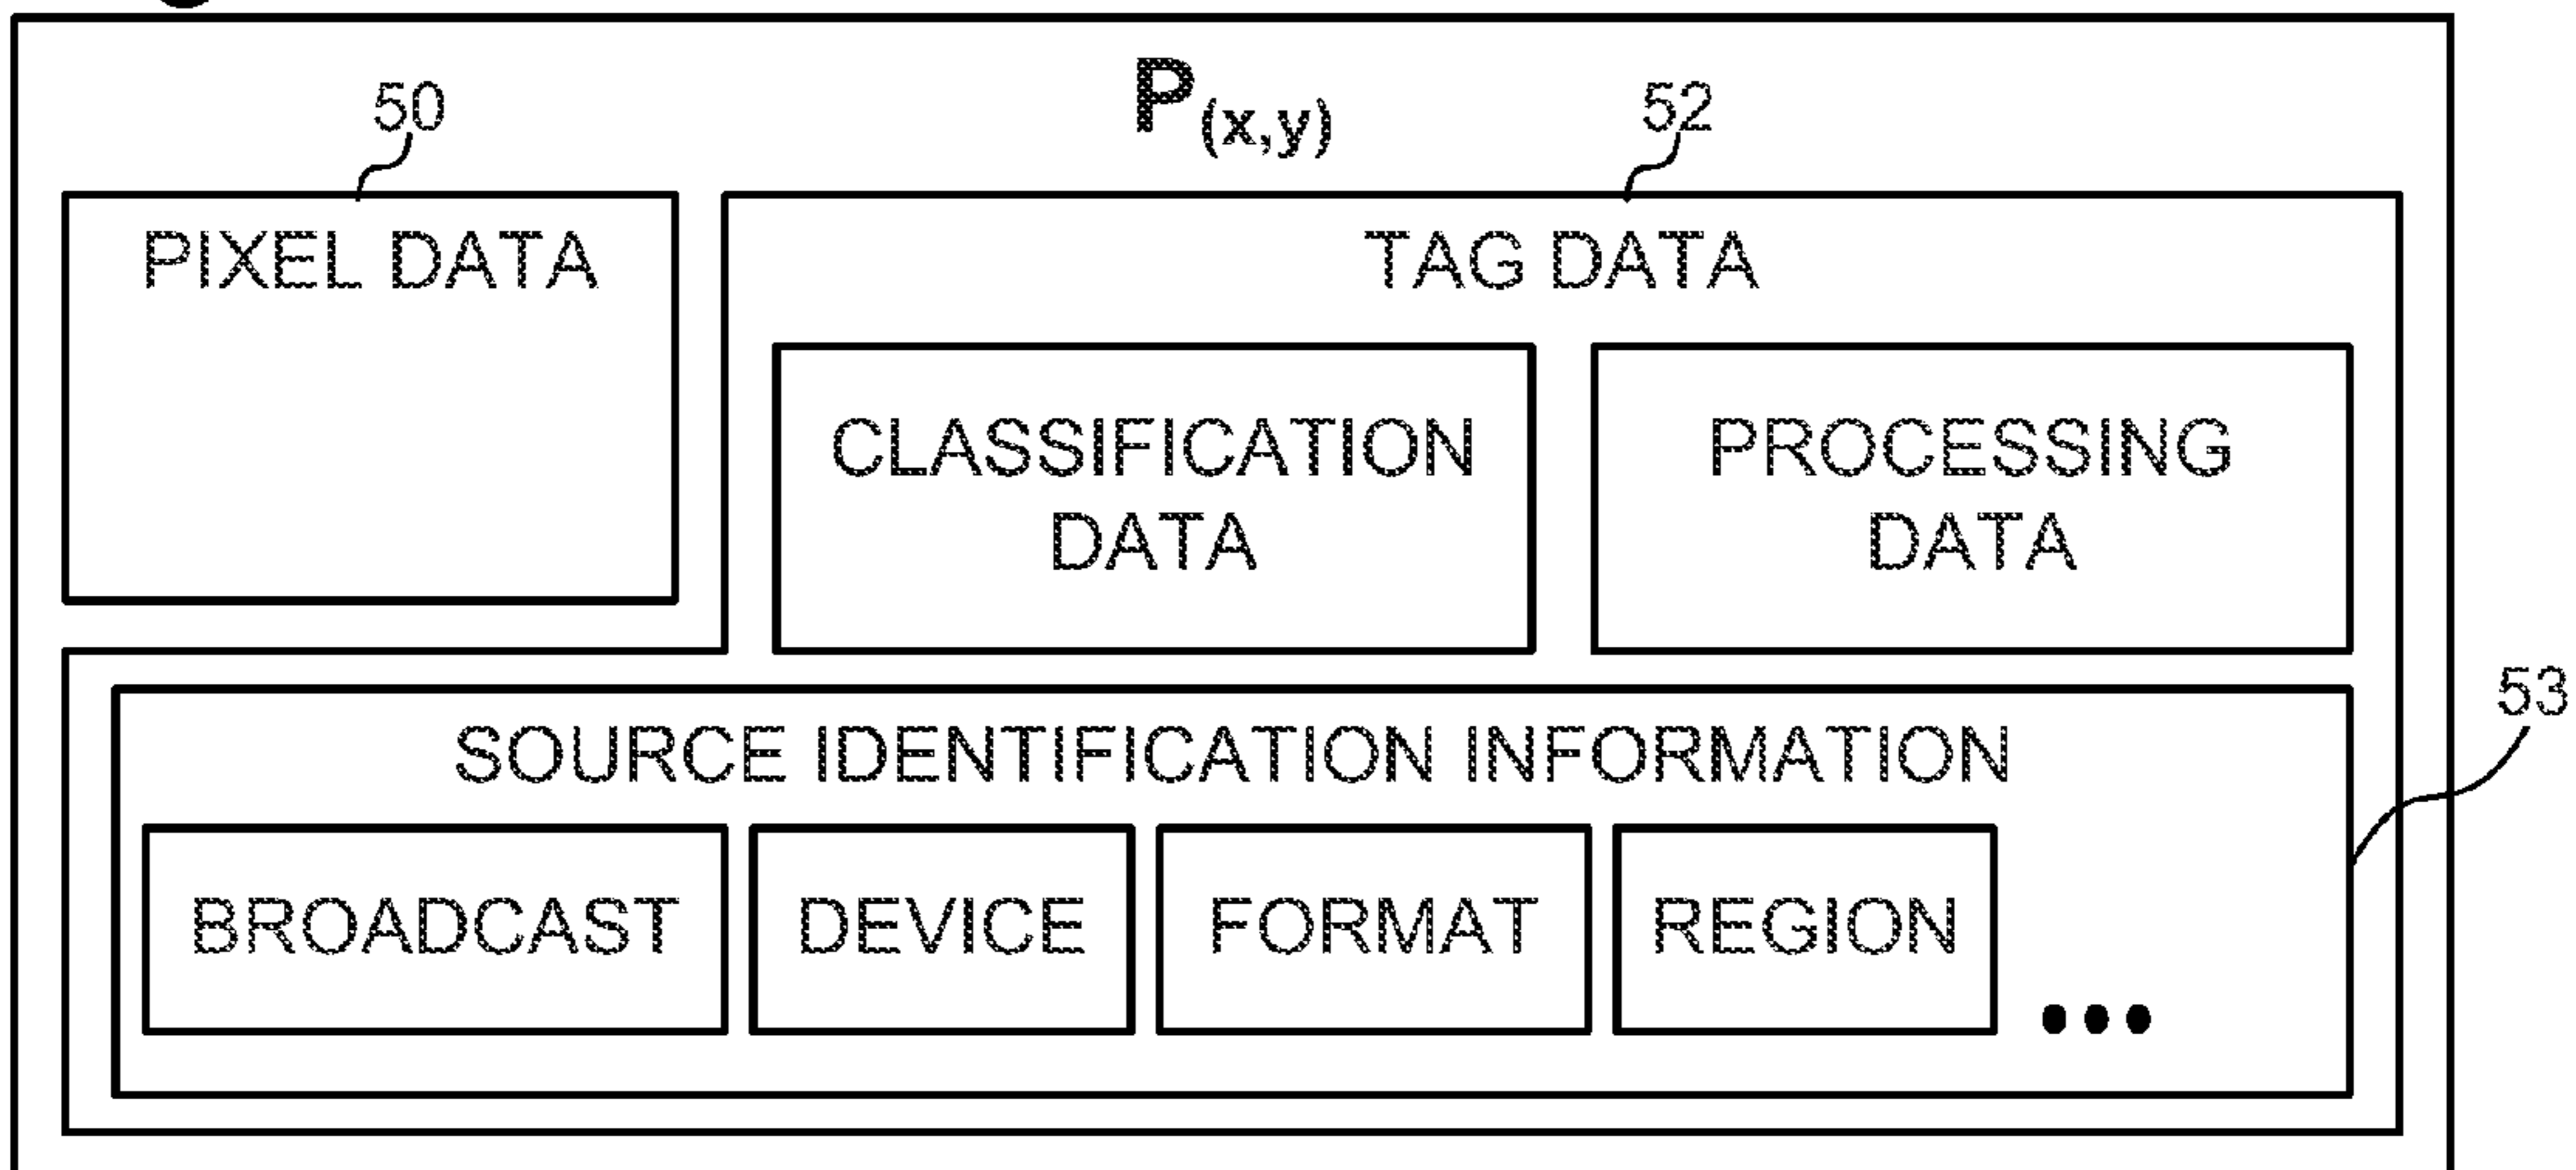 P(x,y)
50
52
PIXEL DATA
TAG DATA
CLASSIFICATION
DATA
PROCESSING
DATA
53
SOURCE IDENTIFICATION INFORMATION
BROADCAST
DEVICE
FORMAT
REGION
•••